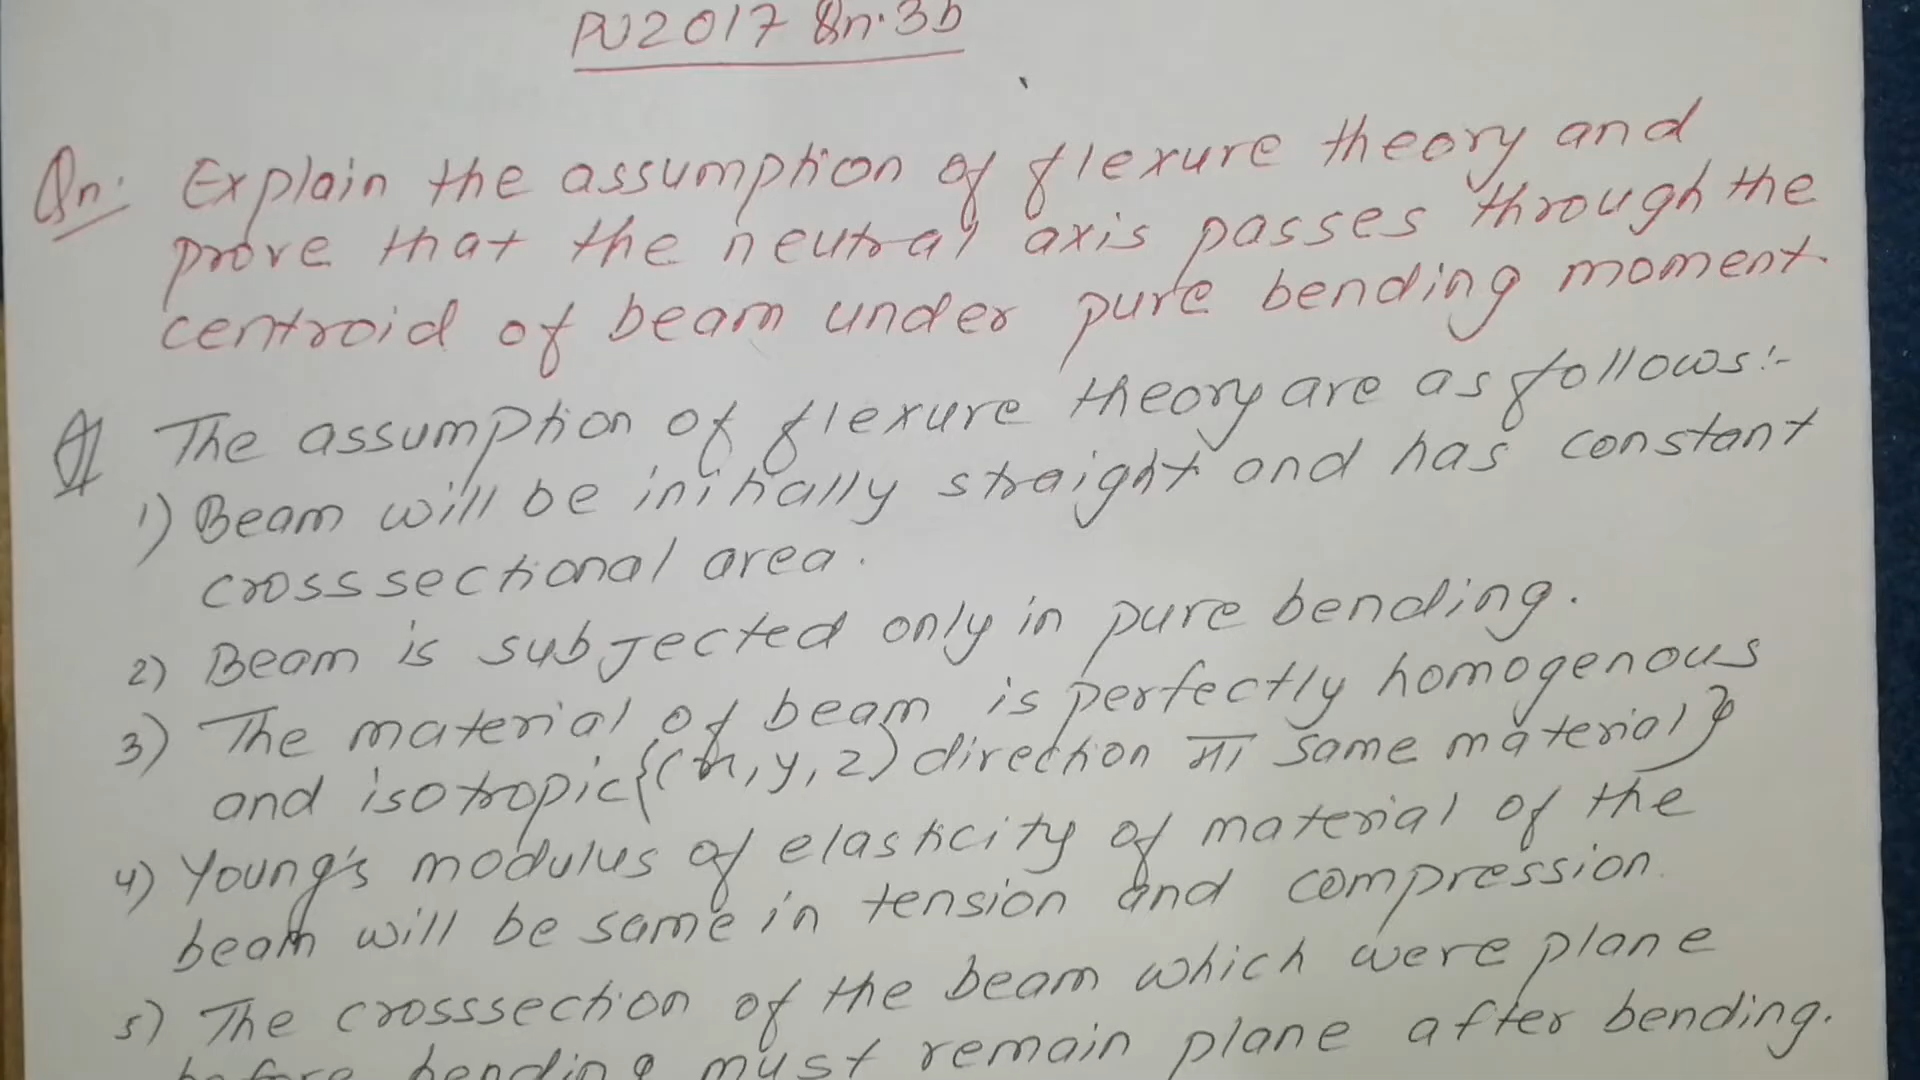 PU2017 Qn.3b
Qn: Explain the assumption of flexure theory and
prove that the neutral axis passes through the
centroid of beam under pure bending moment.
The assumption of flexure theory are as follows:-
1) Beam will be initially straight and has constant
crosssectional area.
2) Beam is subjected only in pure bending.
3) The material of beam is perfectly homogenous
and isotropic {(x,y,z) direction मा same material}
4) Young's modulus of elasticity of material of the
beam will be same in tension and compression.
5) The crosssection of the beam which were plane
before bending must remain plane after bending.